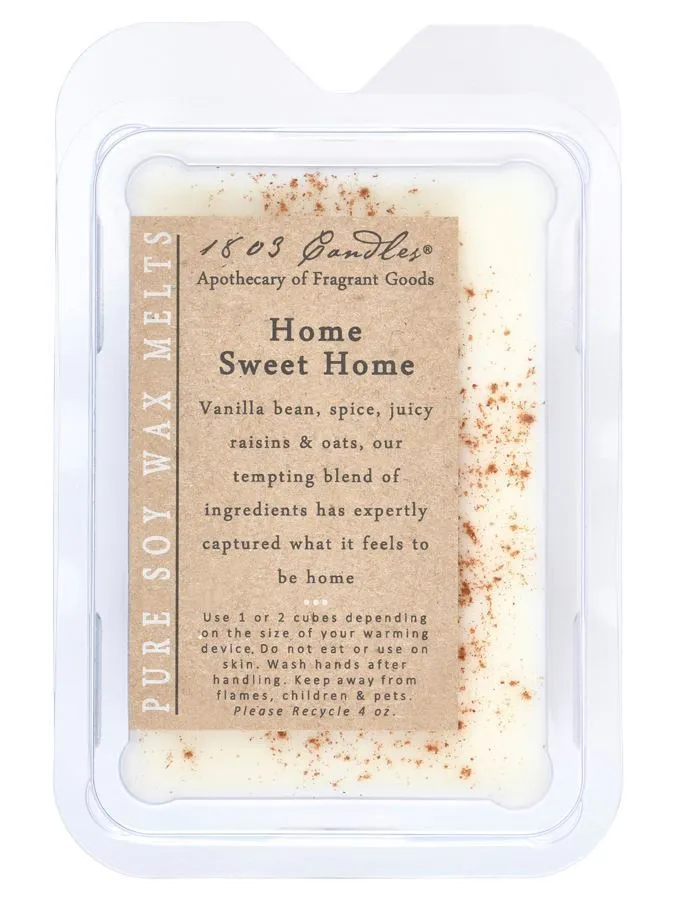 PURE SOY WAX MELTS
1803 Candles®
Apothecary of Fragrant Goods
Home
Sweet Home
Vanilla bean, spice, juicy
raisins & oats, our
tempting blend of
ingredients has expertly
captured what it feels to
be home
Use 1 or 2 cubes depending
on the size of your warming
device. Do not eat or use on
skin. Wash hands after
handling. Keep away from
flames, children & pets.
Please Recycle 4 oz.